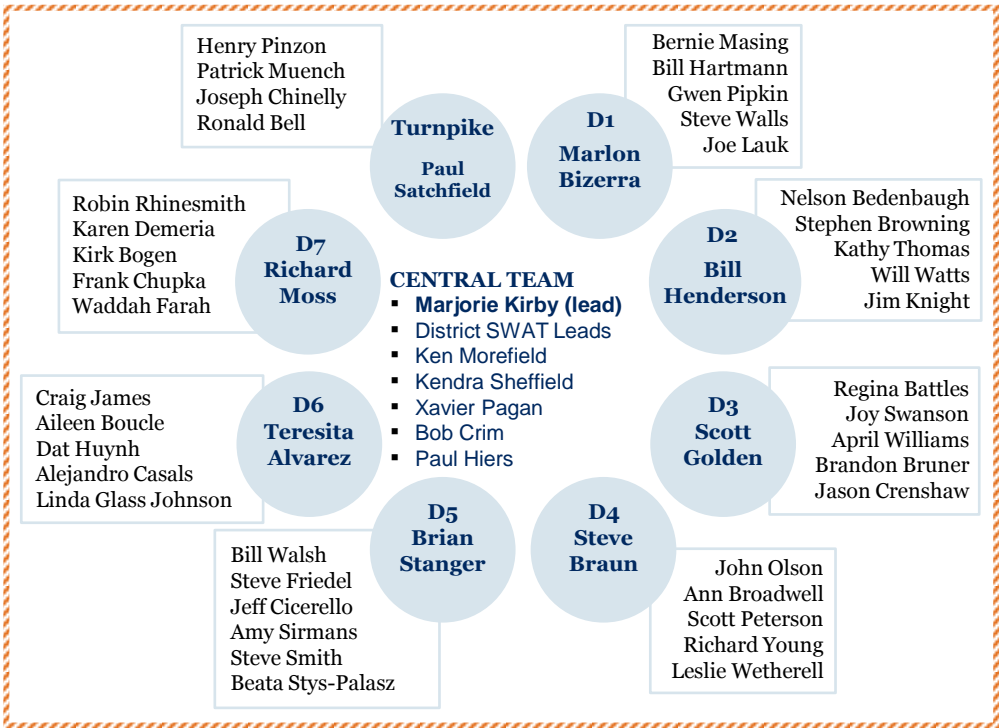 Henry Pinzon
Patrick Muench
Joseph Chinelly
Ronald Bell
Turnpike
Paul
Satchfield
Bernie Masing
Bill Hartmann
Gwen Pipkin
Steve Walls
Joe Lauk
D1
Marlon
Bizerra
Robin Rhinesmith
Karen Demeria
Kirk Bogen
Frank Chupka
Waddah Farah
D7
Richard
Moss
Nelson Bedenbaugh
Stephen Browning
Kathy Thomas
Will Watts
Jim Knight
D2
Bill
Henderson
CENTRAL TEAM
▪ Marjorie Kirby (lead)
▪ District SWAT Leads
▪ Ken Morefield
▪ Kendra Sheffield
▪ Xavier Pagan
▪ Bob Crim
▪ Paul Hiers
Craig James
Aileen Boucle
Dat Huynh
Alejandro Casals
Linda Glass Johnson
D6
Teresita
Alvarez
D3
Scott
Golden
Regina Battles
Joy Swanson
April Williams
Brandon Bruner
Jason Crenshaw
D5
Brian
Stanger
Bill Walsh
Steve Friedel
Jeff Cicerello
Amy Sirmans
Steve Smith
Beata Stys-Palasz
D4
Steve
Braun
John Olson
Ann Broadwell
Scott Peterson
Richard Young
Leslie Wetherell